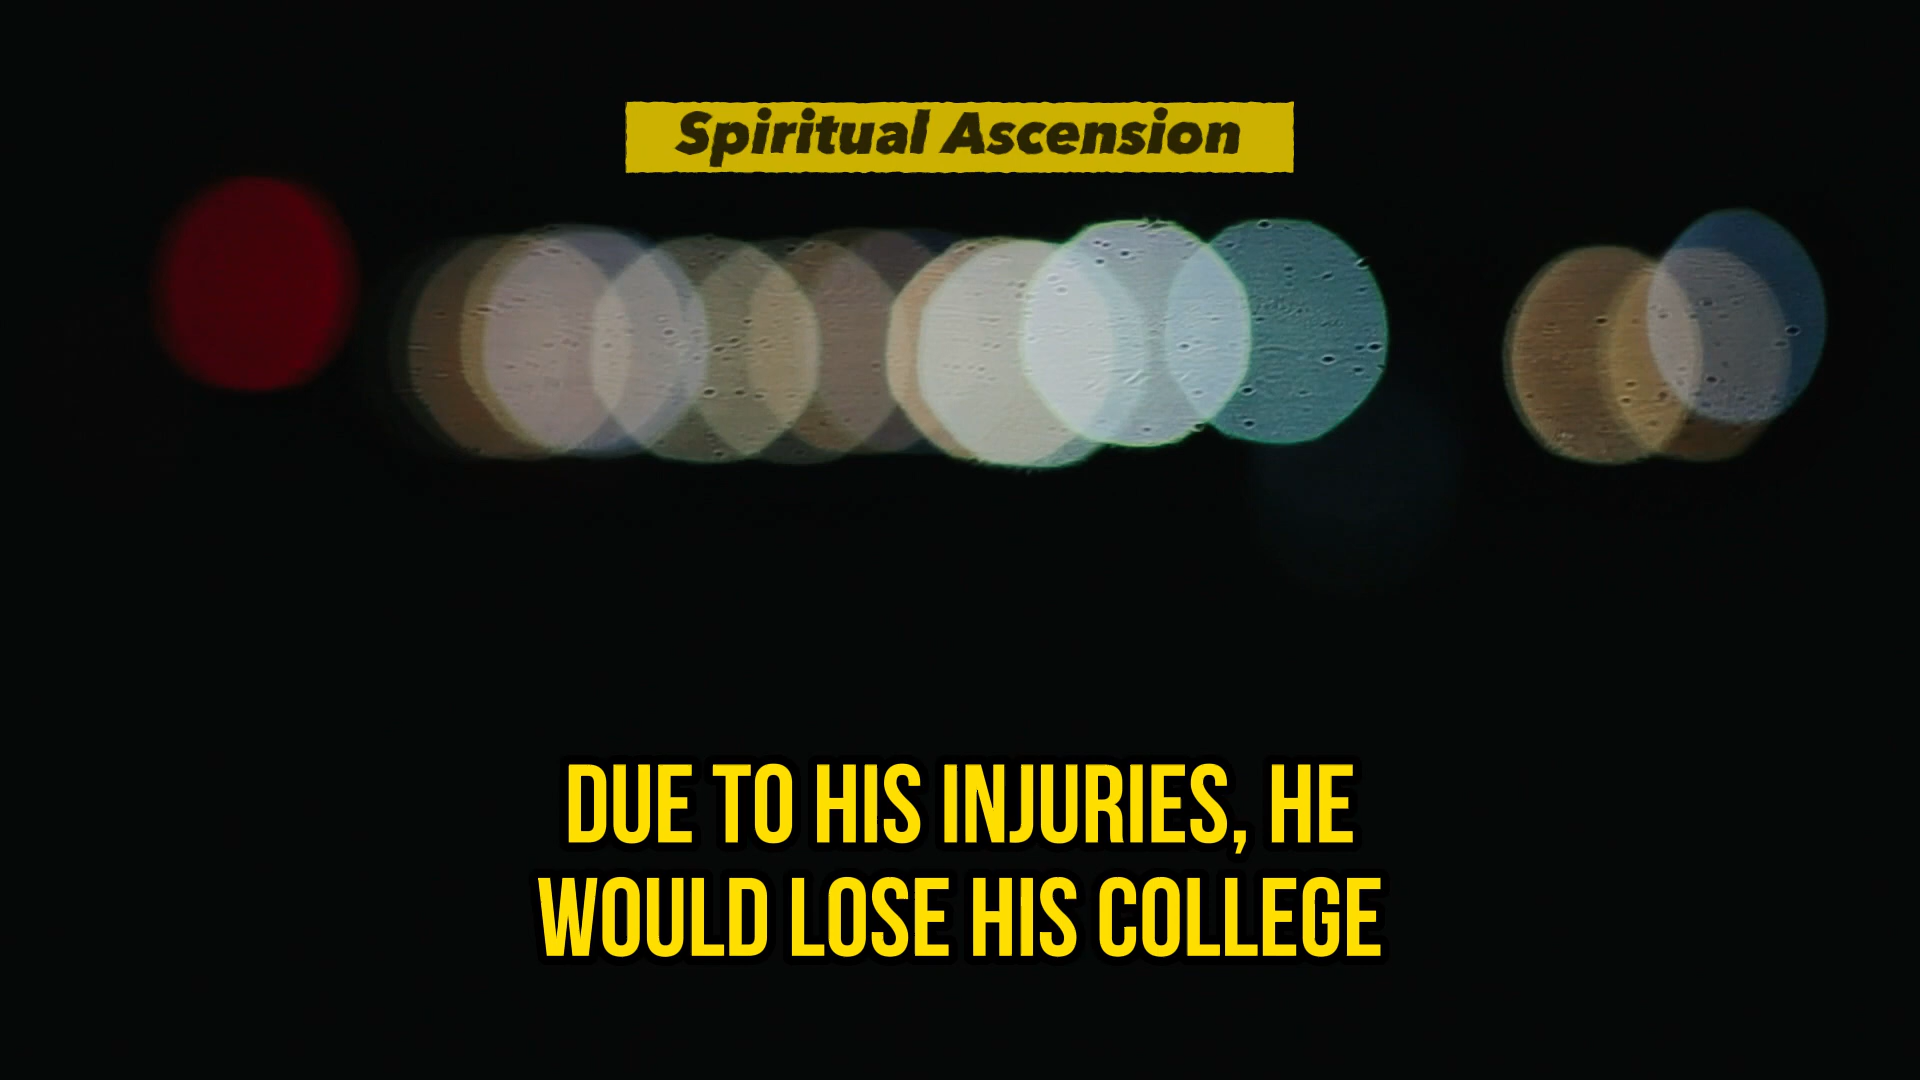 Spiritual Ascension
DUE TO HIS INJURIES, HE
WOULD LOSE HIS COLLEGE